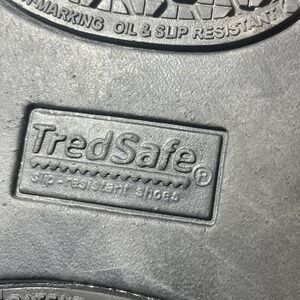 -MARKING OIL & SLIP RESISTANT
TredSafe®
slip-resistant shoes